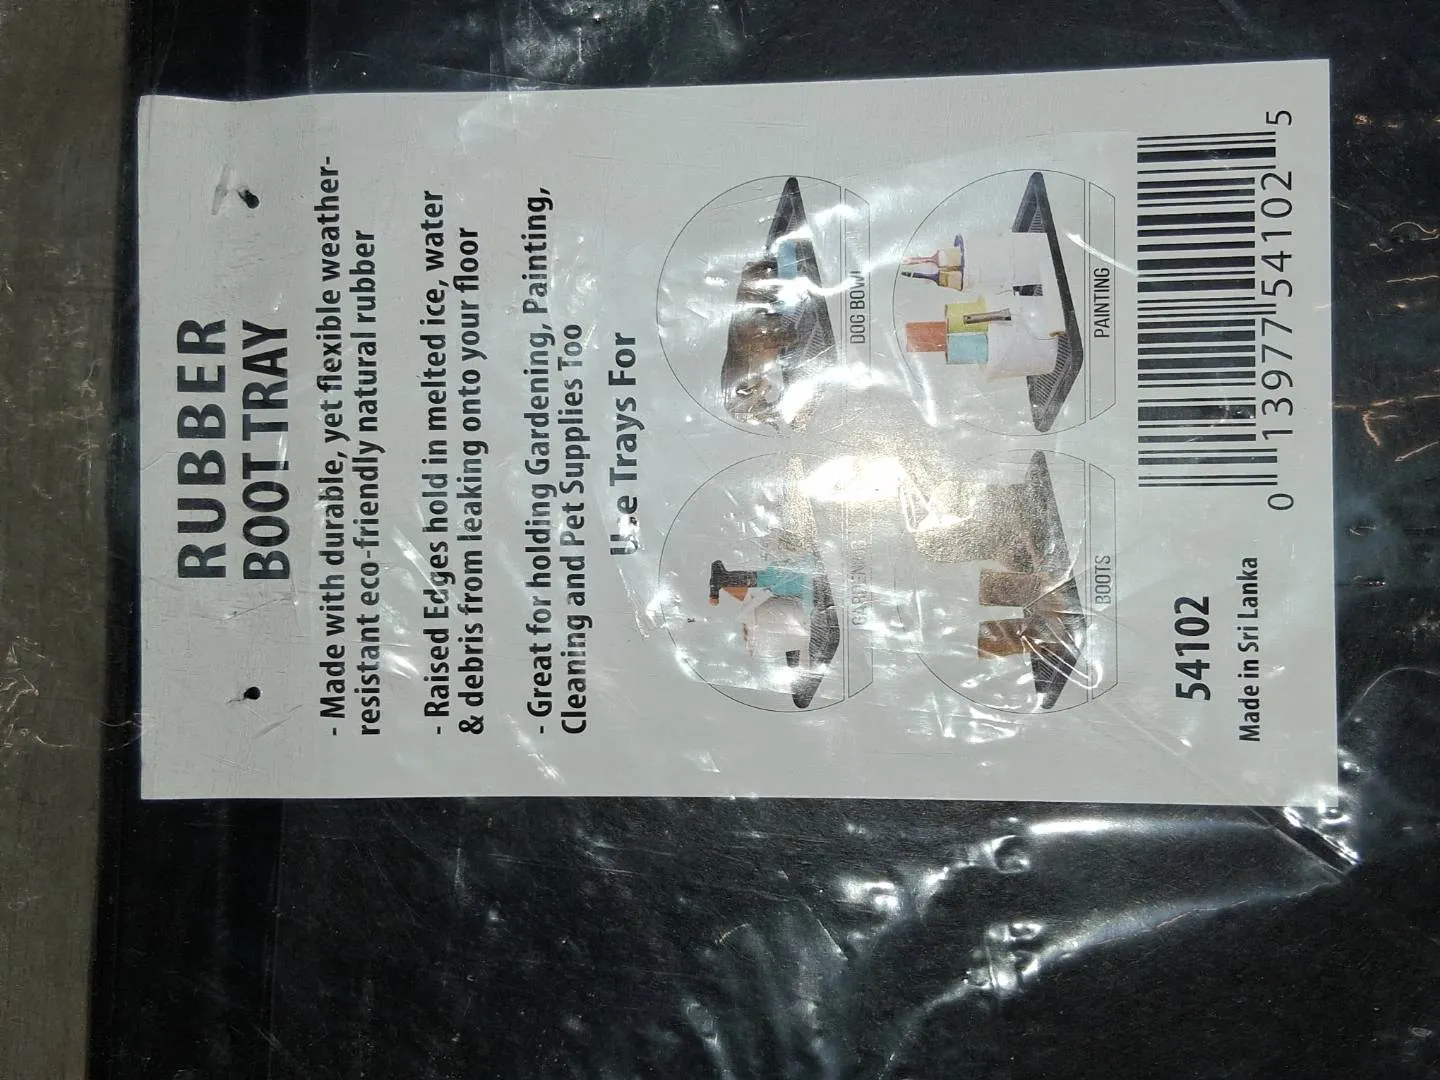 RUBBER
BOOT TRAY
- Made with durable, yet flexible weather-
resistant eco-friendly natural rubber
- Raised Edges hold in melted ice, water
& debris from leaking onto your floor
- Great for holding Gardening, Painting,
Cleaning and Pet Supplies Too
Use Trays For
GARDENING
DOG BOWL
BOOTS
PAINTING
54102
Made in Sri Lanka
0 13977 54102 5